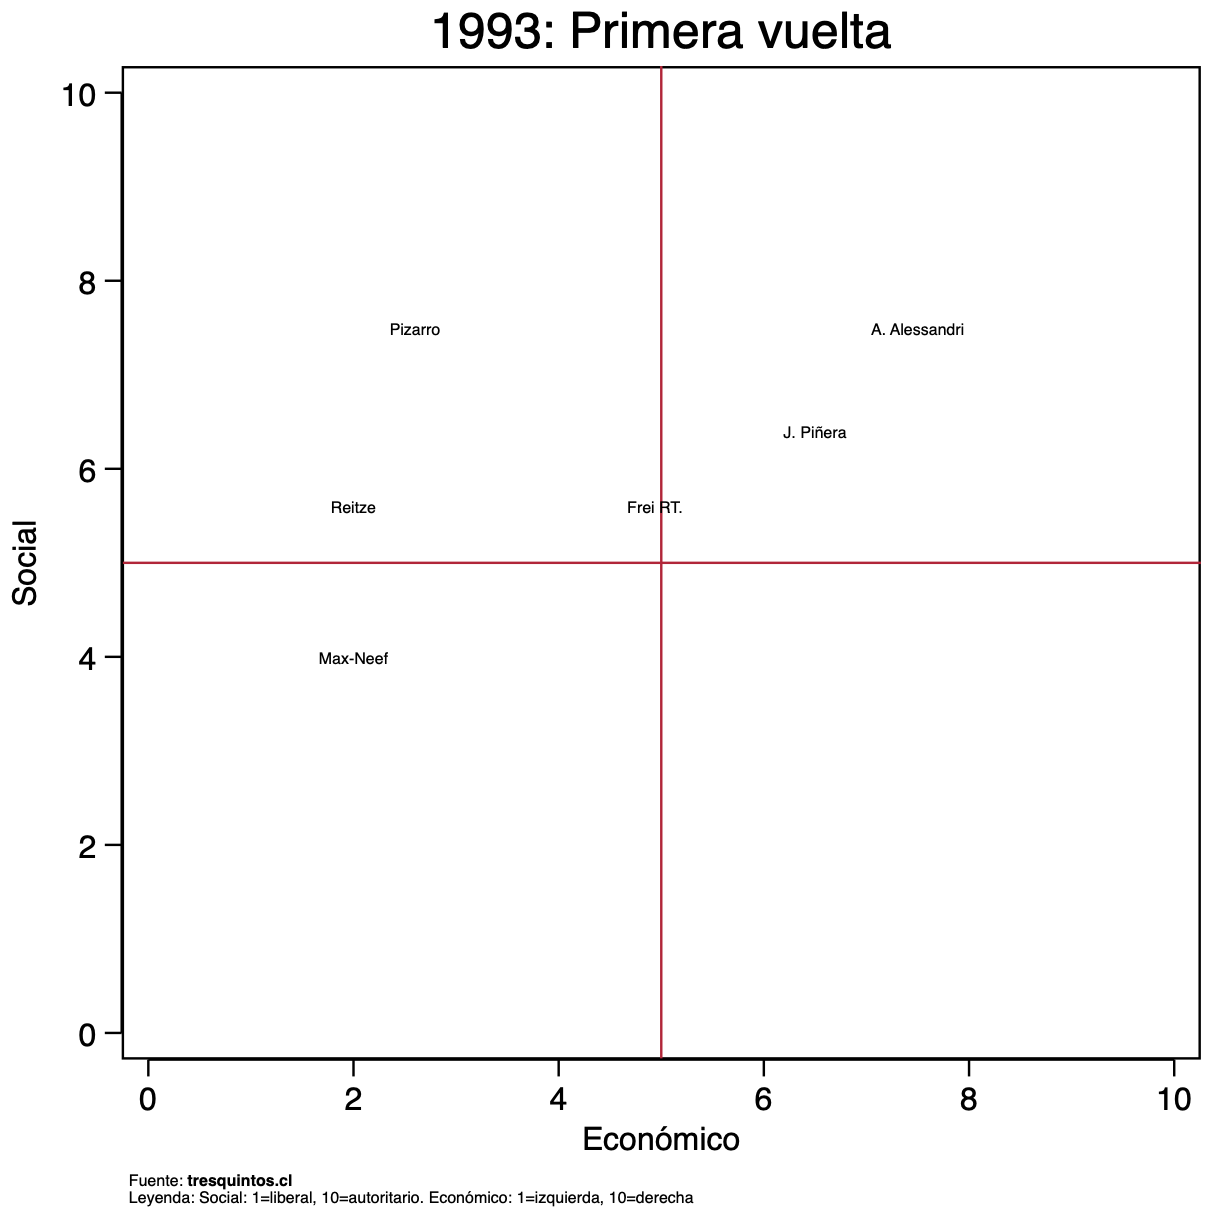 1993: Primera vuelta
10
8
Pizarro
A. Alessandri
J. Piñera
6
Reitze
Frei RT.
Social
4
Max-Neef
2
0
0 2 4 6 8 10
Económico
Fuente: tresquintos.cl
Leyenda: Social: 1=liberal, 10=autoritario. Económico: 1=izquierda, 10=derecha